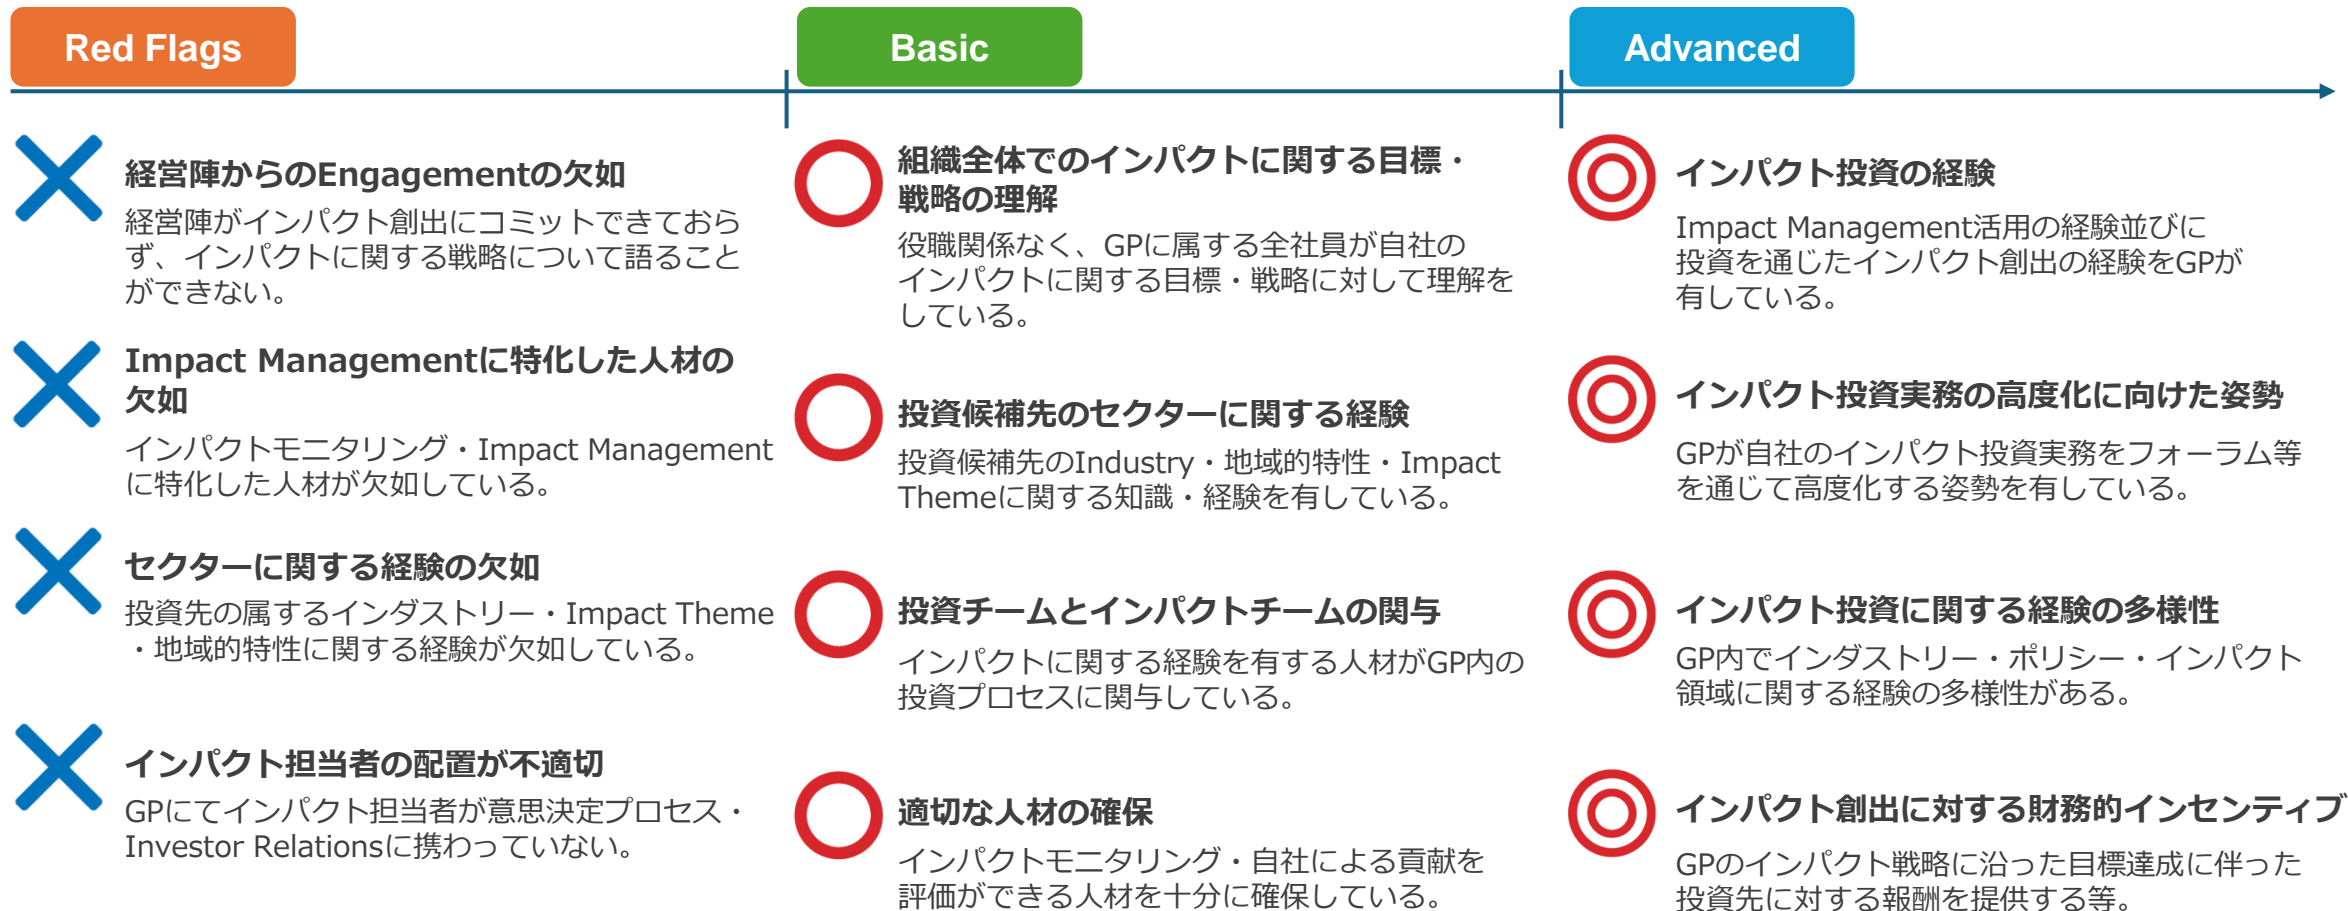 Red Flags
Basic
Advanced
経営陣からのEngagementの欠如
経営陣がインパクト創出にコミットできておら
ず、インパクトに関する戦略について語ること
ができない。
Impact Managementに特化した人材の
欠如
インパクトモニタリング・Impact Management
に特化した人材が欠如している。
セクターに関する経験の欠如
投資先の属するインダストリー・Impact Theme
・地域的特性に関する経験が欠如している。
インパクト担当者の配置が不適切
GPにてインパクト担当者が意思決定プロセス・
Investor Relationsに携わっていない。
組織全体でのインパクトに関する目標・
戦略の理解
役職関係なく、GPに属する全社員が自社の
インパクトに関する目標・戦略に対して理解を
している。
投資候補先のセクターに関する経験
投資候補先のIndustry・地域的特性・Impact
Themeに関する知識・経験を有している。
投資チームとインパクトチームの関与
インパクトに関する経験を有する人材がGP内の
投資プロセスに関与している。
適切な人材の確保
インパクトモニタリング・自社による貢献を
評価ができる人材を十分に確保している。
インパクト投資の経験
Impact Management活用の経験並びに
投資を通じたインパクト創出の経験をGPが
有している。
インパクト投資実務の高度化に向けた姿勢
GPが自社のインパクト投資実務をフォーラム等
を通じて高度化する姿勢を有している。
インパクト投資に関する経験の多様性
GP内でインダストリー・ポリシー・インパクト
領域に関する経験の多様性がある。
インパクト創出に対する財務的インセンティブ
GPのインパクト戦略に沿った目標達成に伴った
投資先に対する報酬を提供する等。